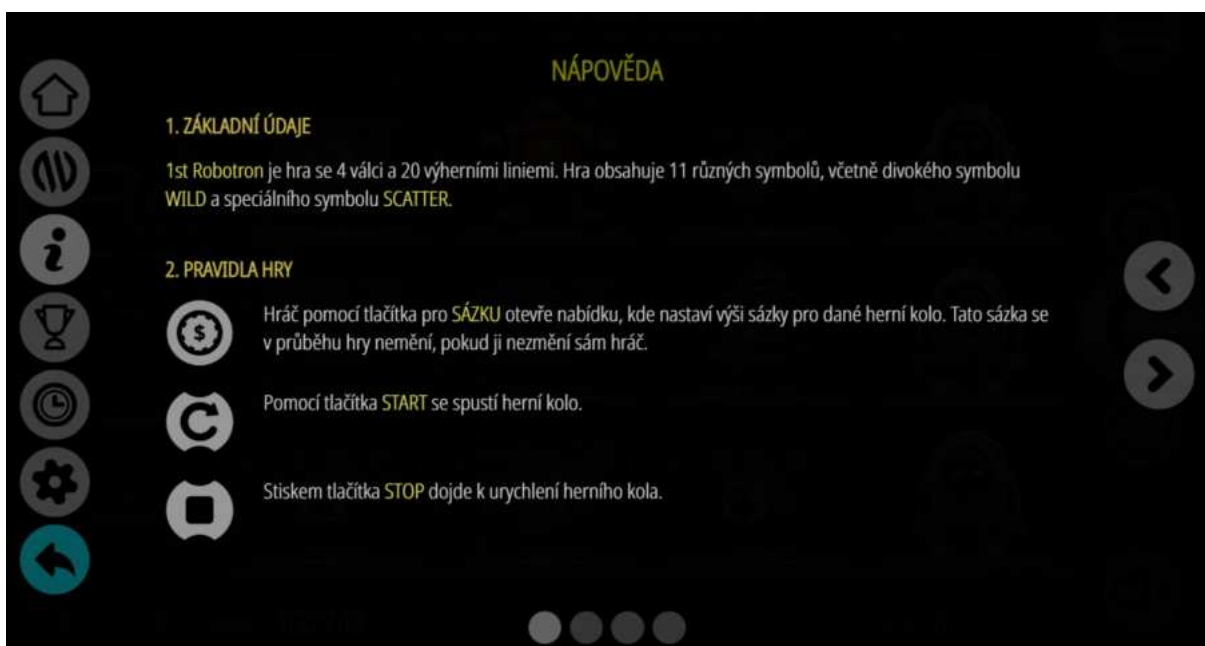 NÁPOVĚDA
1. ZÁKLADNÍ ÚDAJE
1st Robotron je hra se 4 válci a 20 výherními liniemi. Hra obsahuje 11 různých symbolů, včetně divokého symbolu
WILD a speciálního symbolu SCATTER.
2. PRAVIDLA HRY
Hráč pomocí tlačítka pro SÁZKU otevře nabídku, kde nastaví výši sázky pro dané herní kolo. Tato sázka se
v průběhu hry nemění, pokud ji nezmění sám hráč.
Pomocí tlačítka START se spustí herní kolo.
Stiskem tlačítka STOP dojde k urychlení herního kola.